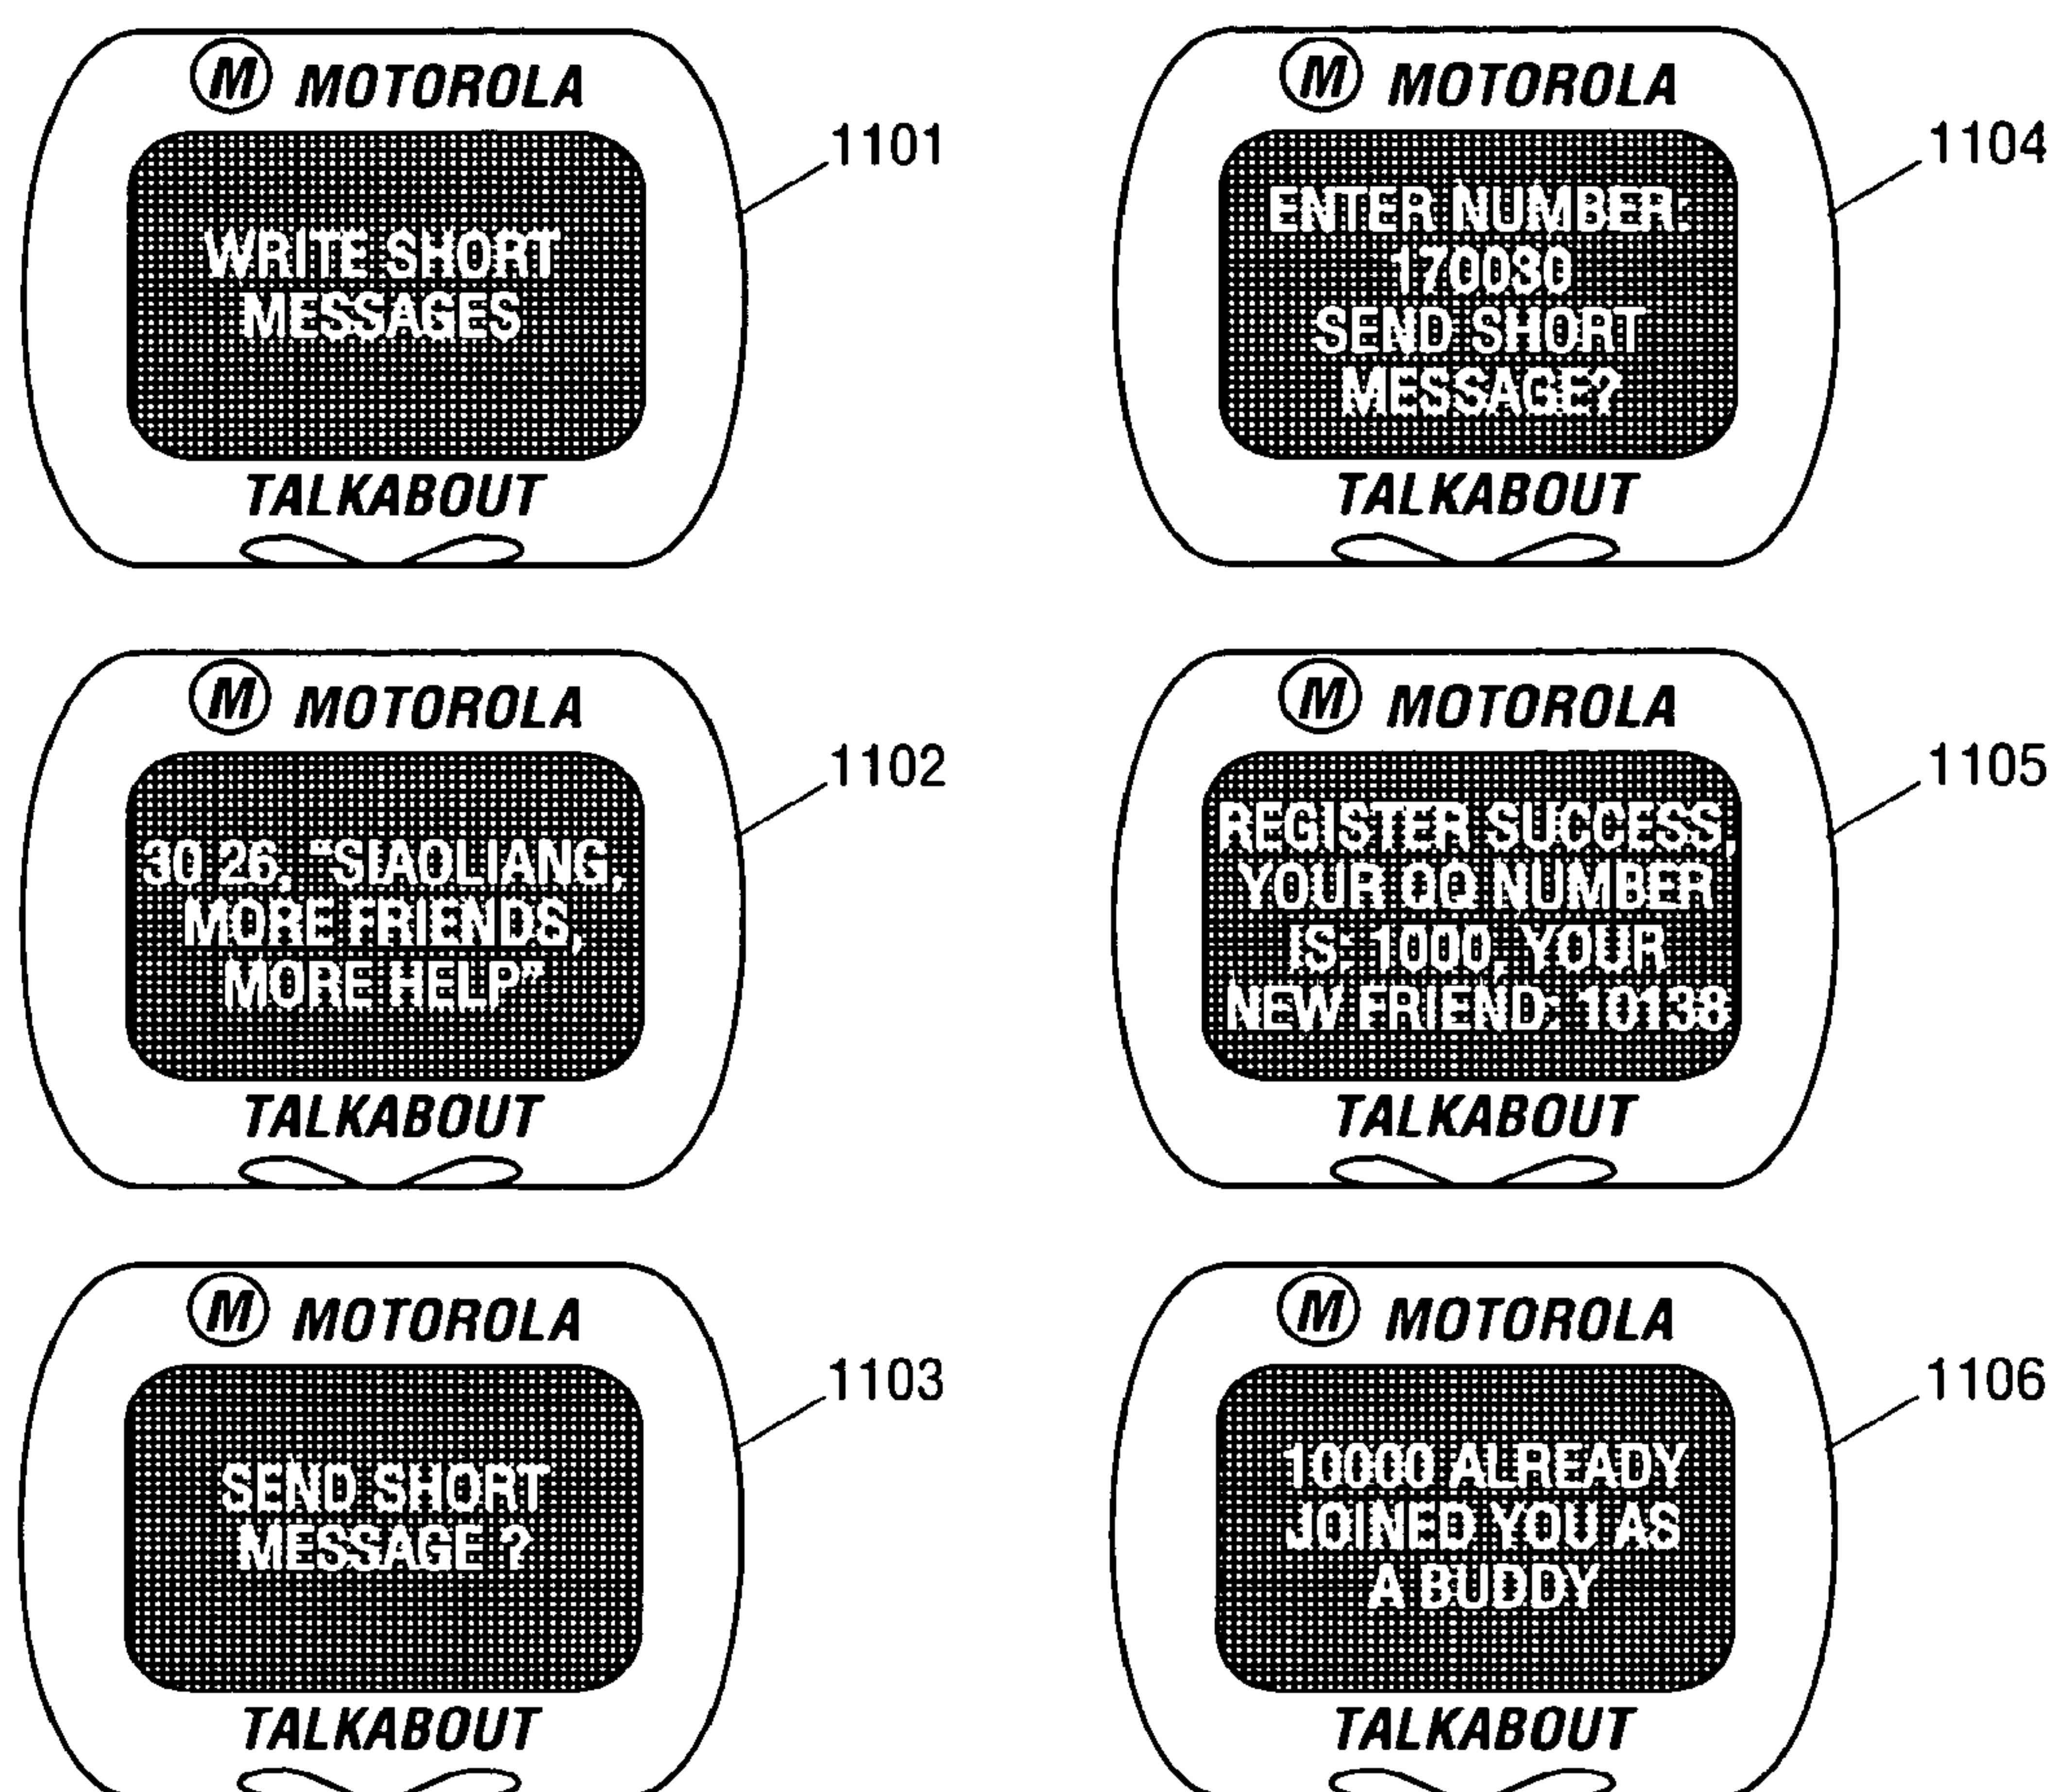 M MOTOROLA
1101
WRITE SHORT
MESSAGES
TALKABOUT
M MOTOROLA
1102
30 26, "SIAOLIANG,
MORE FRIENDS,
MORE HELP"
TALKABOUT
M MOTOROLA
1103
SEND SHORT
MESSAGE ?
TALKABOUT
M MOTOROLA
1104
ENTER NUMBER:
170030
SEND SHORT
MESSAGE?
TALKABOUT
M MOTOROLA
1105
REGISTER SUCCESS,
YOUR QQ NUMBER
IS: 1000, YOUR
NEW FRIEND: 10138
TALKABOUT
M MOTOROLA
1106
10000 ALREADY
JOINED YOU AS
A BUDDY
TALKABOUT